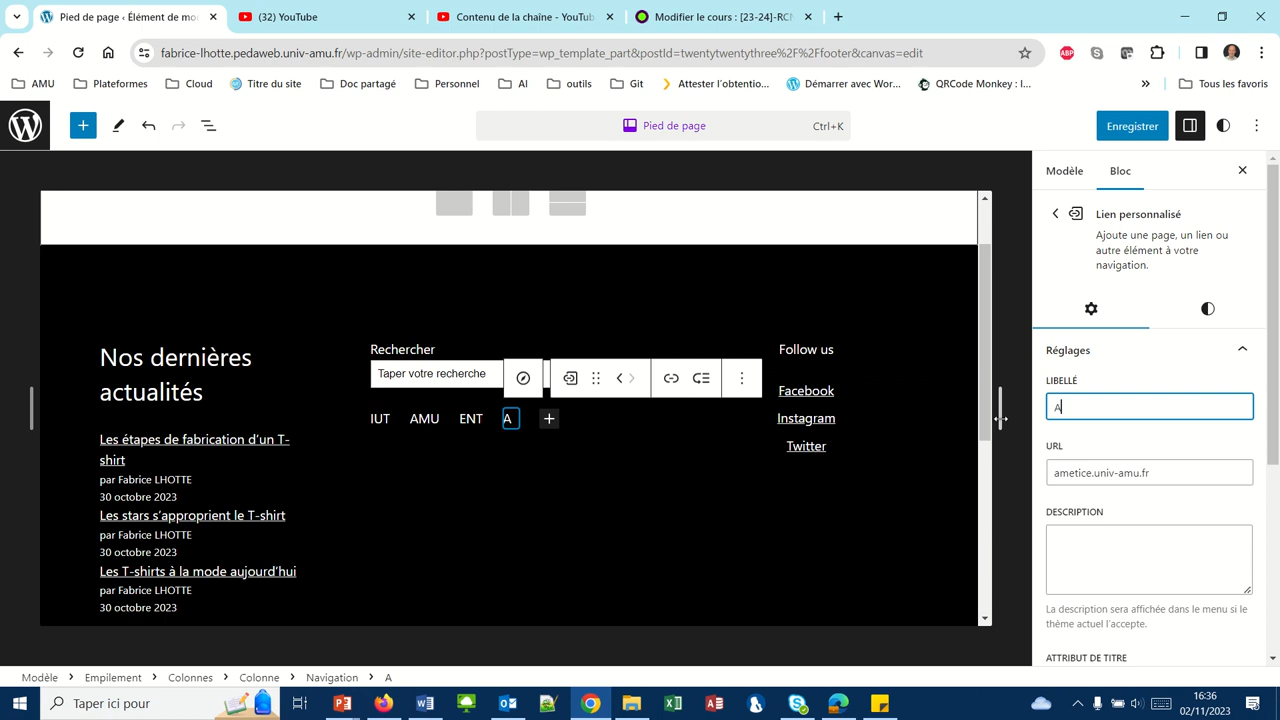 Pied de page ‹ Élément de mo
(32) YouTube
Contenu de la chaîne - YouTub
Modifier le cours : [23-24]-RCN
fabrice-lhotte.pedaweb.univ-amu.fr/wp-admin/site-editor.php?postType=wp_template_part&postId=twentytwentythree%2F%2Ffooter&canvas=edit
ABP
AMU
Plateformes
Cloud
Titre du site
Doc partagé
Personnel
AI
outils
Git
Attester l'obtentio...
Démarrer avec Wor...
QRCode Monkey : l...
»
Tous les favoris
Pied de page
Ctrl+K
Enregistrer
Modèle
Bloc
Lien personnalisé
Ajoute une page, un lien ou
autre élément à votre
navigation.
Réglages
LIBELLÉ
A
URL
ametice.univ-amu.fr
DESCRIPTION
La description sera affichée dans le menu si le
thème actuel l'accepte.
ATTRIBUT DE TITRE
Nos dernières
actualités
Les étapes de fabrication d'un T-
shirt
par Fabrice LHOTTE
30 octobre 2023
Les stars s'approprient le T-shirt
par Fabrice LHOTTE
30 octobre 2023
Les T-shirts à la mode aujourd'hui
par Fabrice LHOTTE
30 octobre 2023
Rechercher
Taper votre recherche
IUT AMU ENT A
Follow us
Facebook
Instagram
Twitter
Modèle > Empilement > Colonnes > Colonne > Navigation > A
Taper ici pour
16:36
02/11/2023